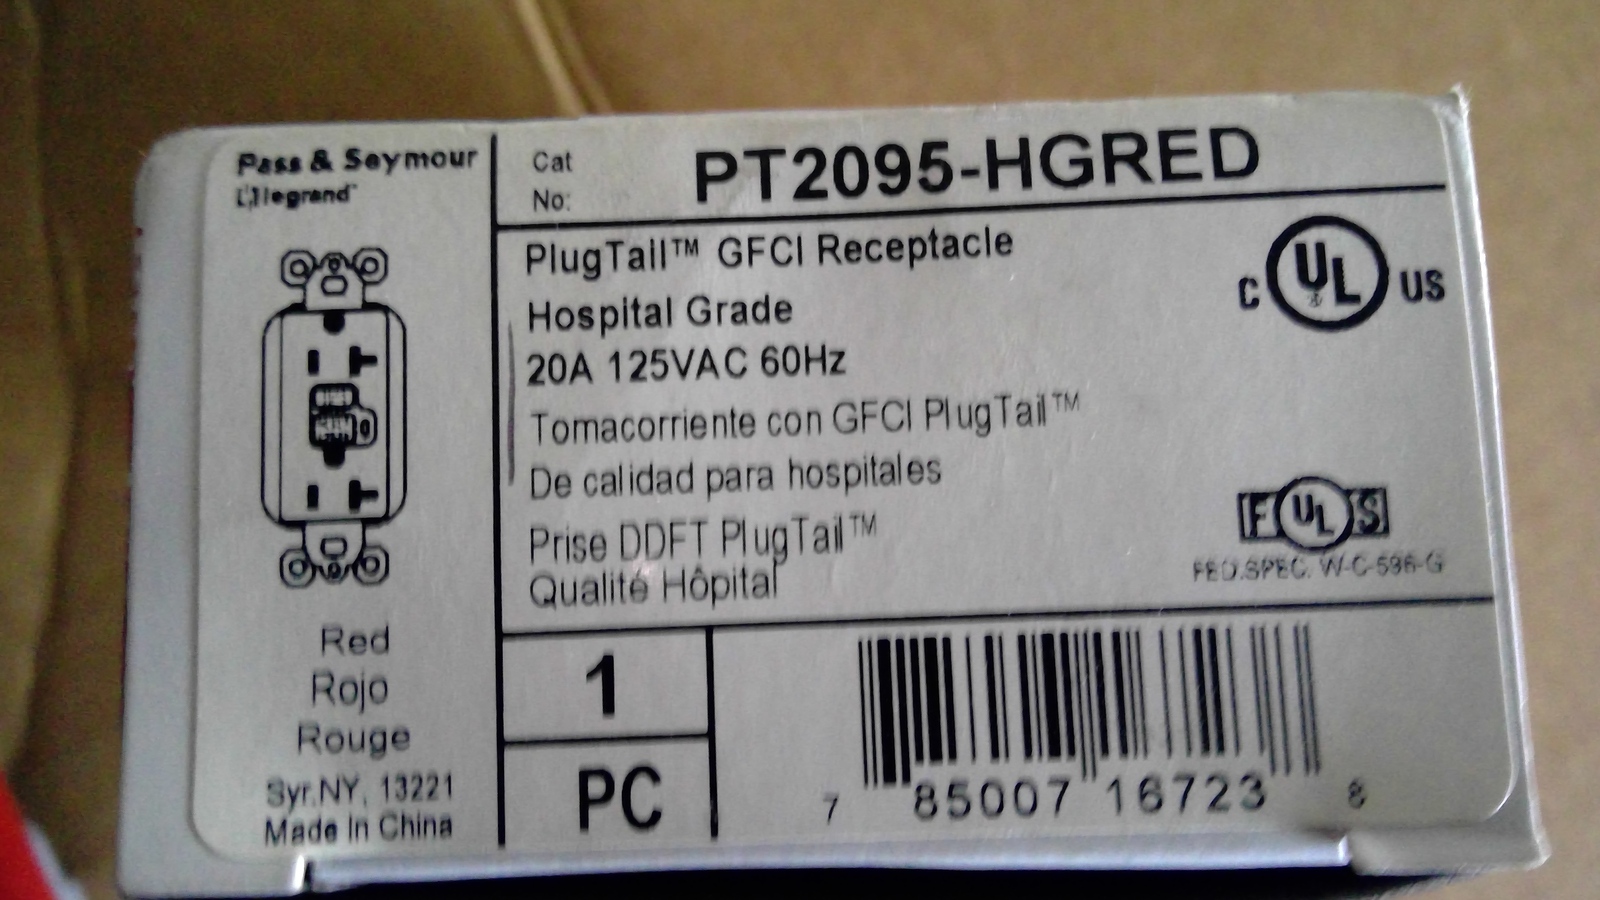 Pass & Seymour
legrand
Cat
No:
PT2095-HGRED
PlugTail™ GFCI Receptacle
Hospital Grade
20A 125VAC 60Hz
Tomacorriente con GFCI PlugTail™
De calidad para hospitales
Prise DDFT PlugTail™
Qualité Hôpital
C UL ® US
F UL S
FED.SPEC. W-C-596-G
Red
Rojo
Rouge
Syr.NY, 13221
Made In China
1
PC
7 85007 16723 8